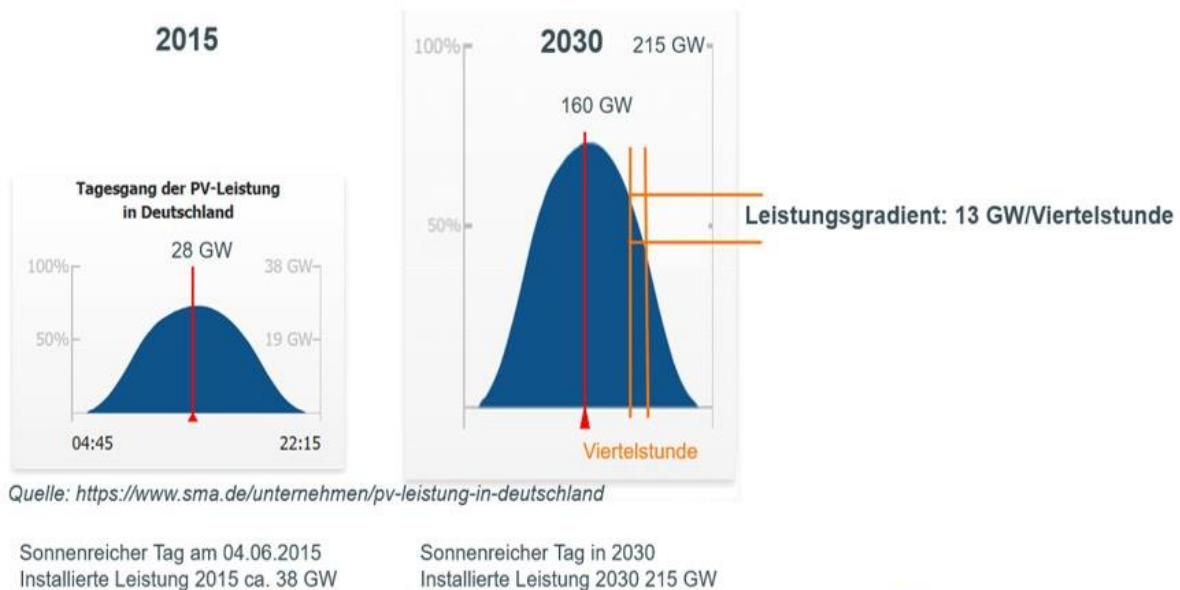 2015
Tagesgang der PV-Leistung
in Deutschland
28 GW
100%
38 GW
50%
19 GW
04:45
22:15
2030
100%
215 GW
160 GW
50%
Leistungsgradient: 13 GW/Viertelstunde
Viertelstunde
Quelle: https://www.sma.de/unternehmen/pv-leistung-in-deutschland
Sonnenreicher Tag am 04.06.2015
Installierte Leistung 2015 ca. 38 GW
Sonnenreicher Tag in 2030
Installierte Leistung 2030 215 GW